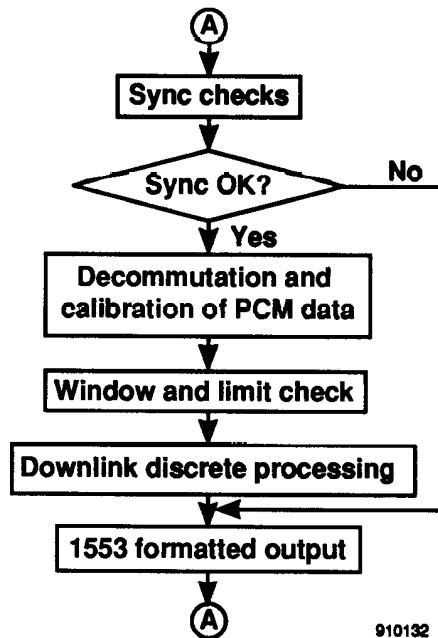 A
Sync checks
Sync OK?
No
Yes
Decommutation and
calibration of PCM data
Window and limit check
Downlink discrete processing
1553 formatted output
A
910132